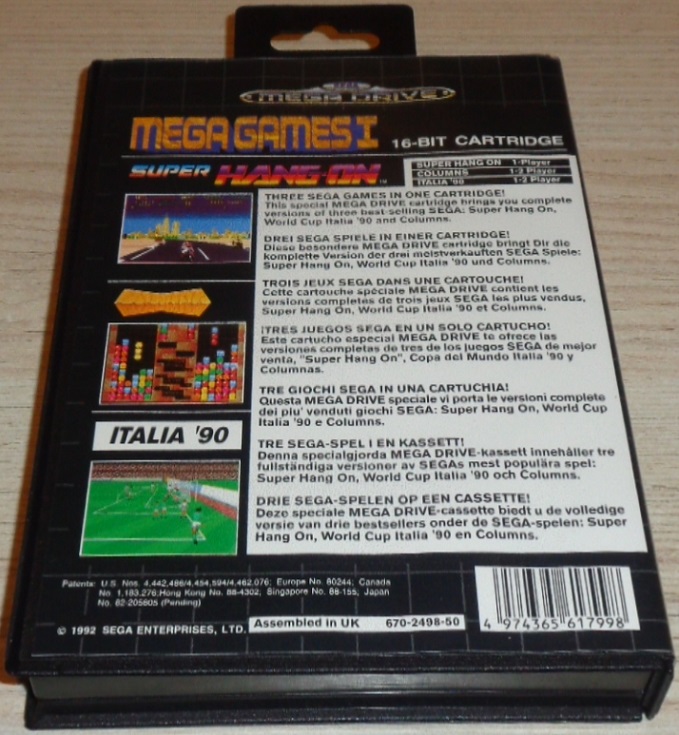 SEGA
MEGA DRIVE
MEGA GAMES I
16-BIT CARTRIDGE
SUPER HANG-ON
TM
SUPER HANG ON 1-Player
COLUMNS 1-2 Player
ITALIA '90 1-2 Player
THREE SEGA GAMES IN ONE CARTRIDGE!
This special MEGA DRIVE cartridge brings you complete
versions of three best-selling SEGA: Super Hang On,
World Cup Italia '90 and Columns.
DREI SEGA SPIELE IN EINER CARTRIDGE!
Diese besondere MEGA DRIVE cartridge bringt Dir die
komplette Version der drei meistverkauften SEGA Spiele:
Super Hang On, World Cup Italia '90 und Columns.
TROIS JEUX SEGA DANS UNE CARTOUCHE!
Cette cartouche spéciale MEGA DRIVE contient les
versions completes de trois jeux SEGA les plus vendus,
Super Hang On, World Cup Italia '90 et Columns.
¡TRES JUEGOS SEGA EN UN SOLO CARTUCHO!
Este cartucho especial MEGA DRIVE te ofrece las
versiones completas de tres de los juegos SEGA de mejor
venta, "Super Hang On", Copa del Mundo Italia '90 y
Columnas.
TRE GIOCHI SEGA IN UNA CARTUCHIA!
Questa MEGA DRIVE speciale vi porta le versioni complete
dei piu' venduti giochi SEGA: Super Hang On, World Cup
Italia '90 e Columns.
ITALIA '90
TRE SEGA-SPEL I EN KASSETT!
Denna specialgjorda MEGA DRIVE-kassett innehåller tre
fullständiga versioner av SEGAs mest populära spel:
Super Hang On, World Cup Italia '90 och Columns.
DRIE SEGA-SPELEN OP EEN CASSETTE!
Deze speciale MEGA DRIVE-cassette biedt u de volledige
versie van drie bestsellers onder de SEGA-spelen: Super
Hang On, World Cup Italia '90 en Columns.
Patents: U.S. Nos. 4,442,486/4,454,594/4,462,076; Europe No. 80244; Canada
No. 1,183,276;Hong Kong No. 88-4302; Singapore No. 88-155; Japan
No. 82-205605 (Pending)
© 1992 SEGA ENTERPRISES, LTD.
Assembled in UK 670-2498-50
4 974365 617998